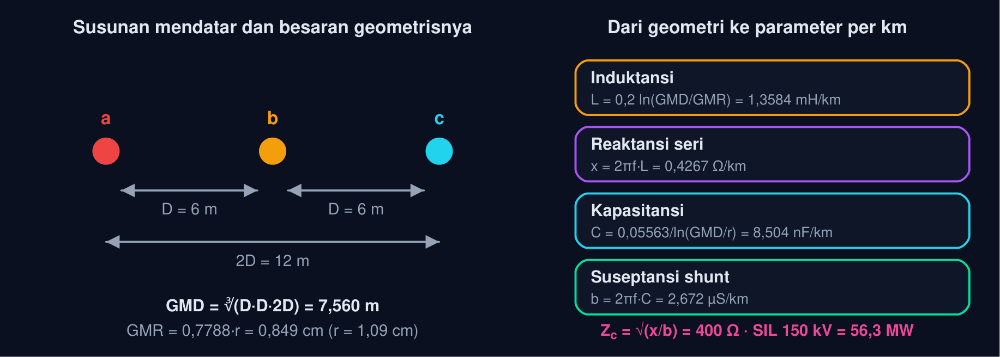 Susunan mendatar dan besaran geometrisnya
a
b
c
D = 6 m
D = 6 m
2D = 12 m
GMD = ∛(D·D·2D) = 7,560 m
GMR = 0,7788·r = 0,849 cm (r = 1,09 cm)
Dari geometri ke parameter per km
Induktansi
L = 0,2 ln(GMD/GMR) = 1,3584 mH/km
Reaktansi seri
x = 2πf·L = 0,4267 Ω/km
Kapasitansi
C = 0,05563/ln(GMD/r) = 8,504 nF/km
Suseptansi shunt
b = 2πf·C = 2,672 µS/km
Zc = √(x/b) = 400 Ω · SIL 150 kV = 56,3 MW